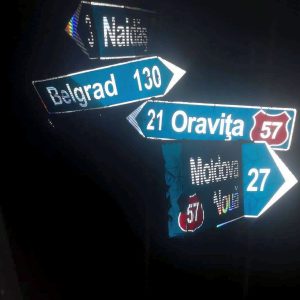 3 Naidăş
Belgrad 130
21 Oraviţa 57
Moldova
Nouă 27
57